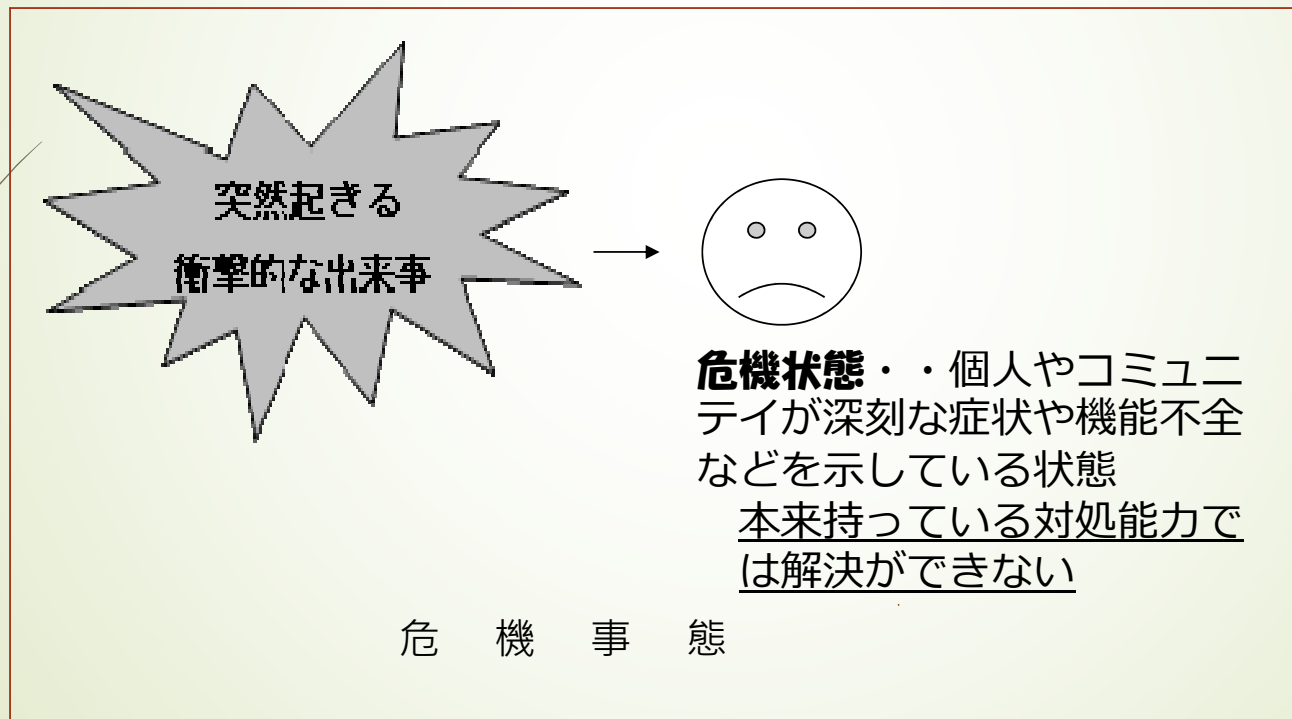 突然起きる
衝撃的な出来事
危機状態・・個人やコミュニ
テイが深刻な症状や機能不全
などを示している状態
本来持っている対処能力で
は解決ができない
危 機 事 態